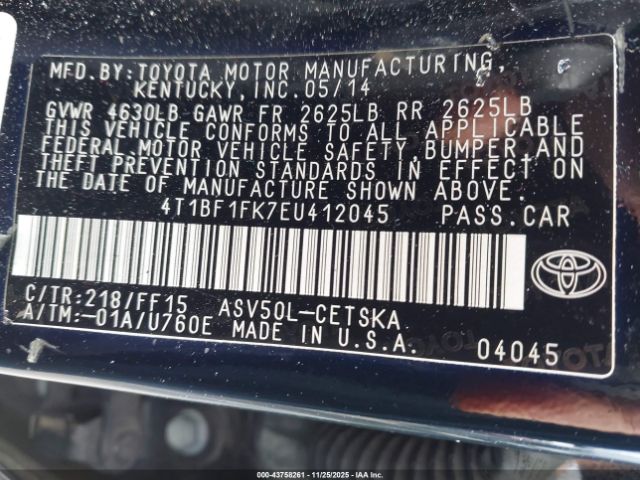 MFD.BY:TOYOTA MOTOR MANUFACTURING,
KENTUCKY, INC. 05/14
GVWR 4630LB GAWR FR 2625LB RR 2625LB
THIS VEHICLE CONFORMS TO ALL APPLICABLE
FEDERAL MOTOR VEHICLE SAFETY, BUMPER, AND
THEFT PREVENTION STANDARDS IN EFFECT ON
THE DATE OF MANUFACTURE SHOWN ABOVE.
4T1BF1FK7EU412045 PASS.CAR
C/TR:218/FF15 ASV50L-CETSKA
A/TM:-01A/U760E MADE IN U.S.A. 04045
000-43758261 - 11/25/2025 - IAA